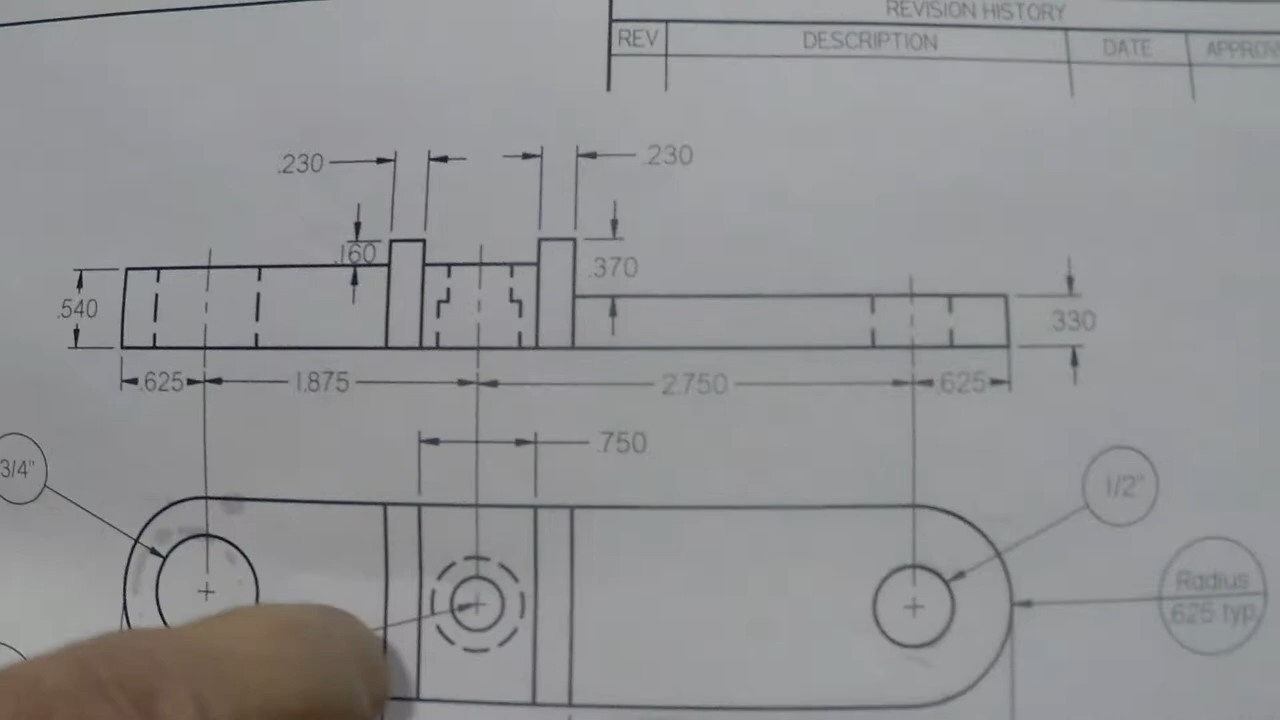 REVISION HISTORY
REV DESCRIPTION DATE
.230 .230
.160
.370
.540
.330
.625 1.875 2.750 .625
.750
3/4"
1/2"
Radius
.625 typ